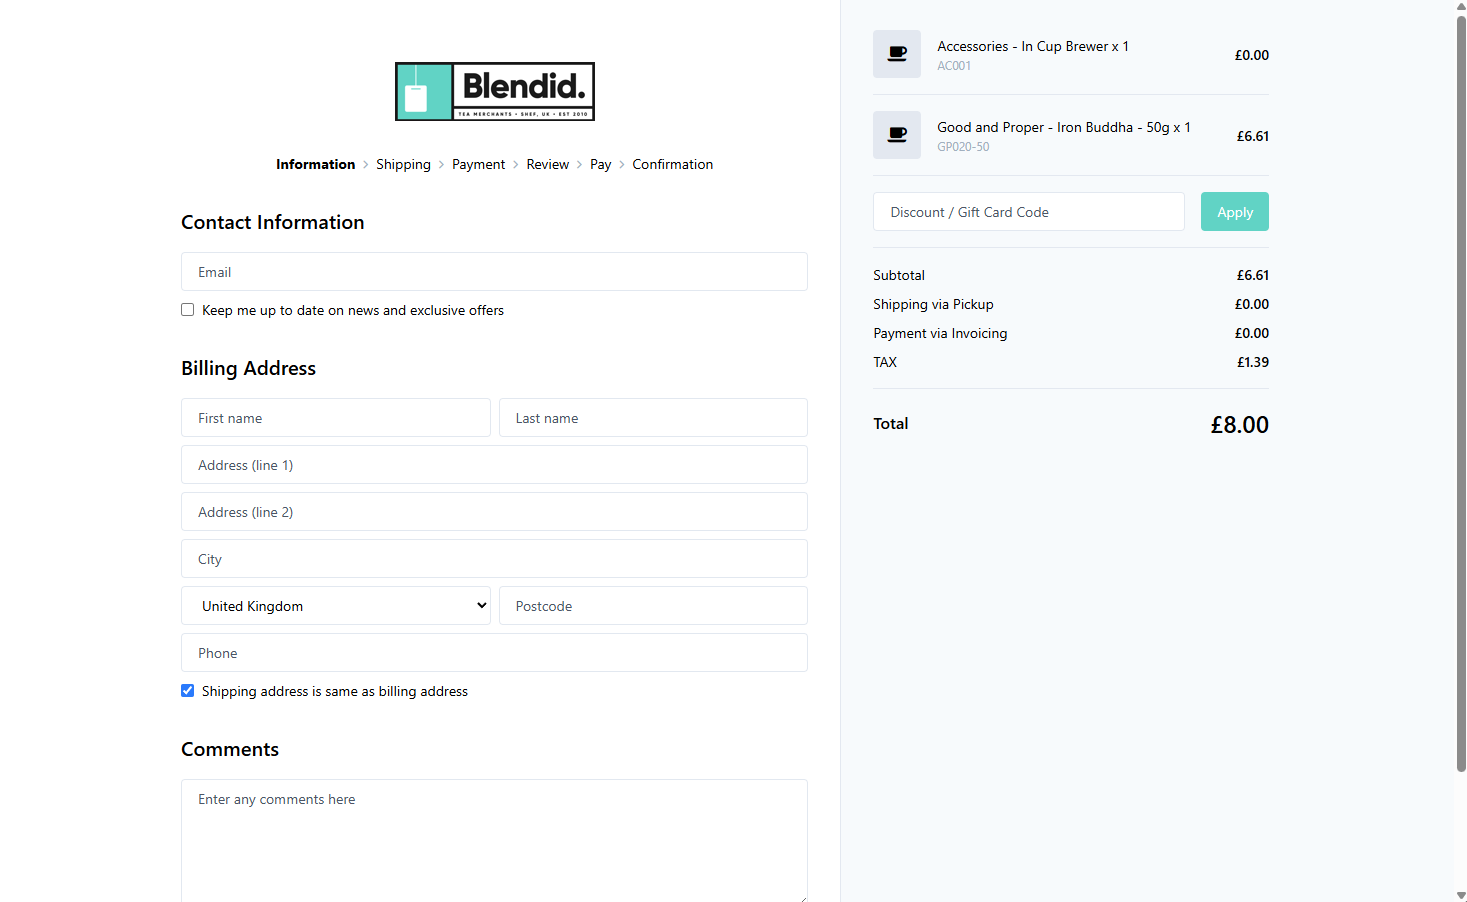 Blendid.
TEA MERCHANTS • SHEF, UK • EST 2010
Information > Shipping > Payment > Review > Pay > Confirmation
Contact Information
Email
Keep me up to date on news and exclusive offers
Billing Address
First name
Last name
Address (line 1)
Address (line 2)
City
United Kingdom
Postcode
Phone
Shipping address is same as billing address
Comments
Enter any comments here
Accessories - In Cup Brewer x 1
AC001
£0.00
Good and Proper - Iron Buddha - 50g x 1
GP020-50
£6.61
Discount / Gift Card Code
Apply
Subtotal £6.61
Shipping via Pickup £0.00
Payment via Invoicing £0.00
TAX £1.39
Total £8.00